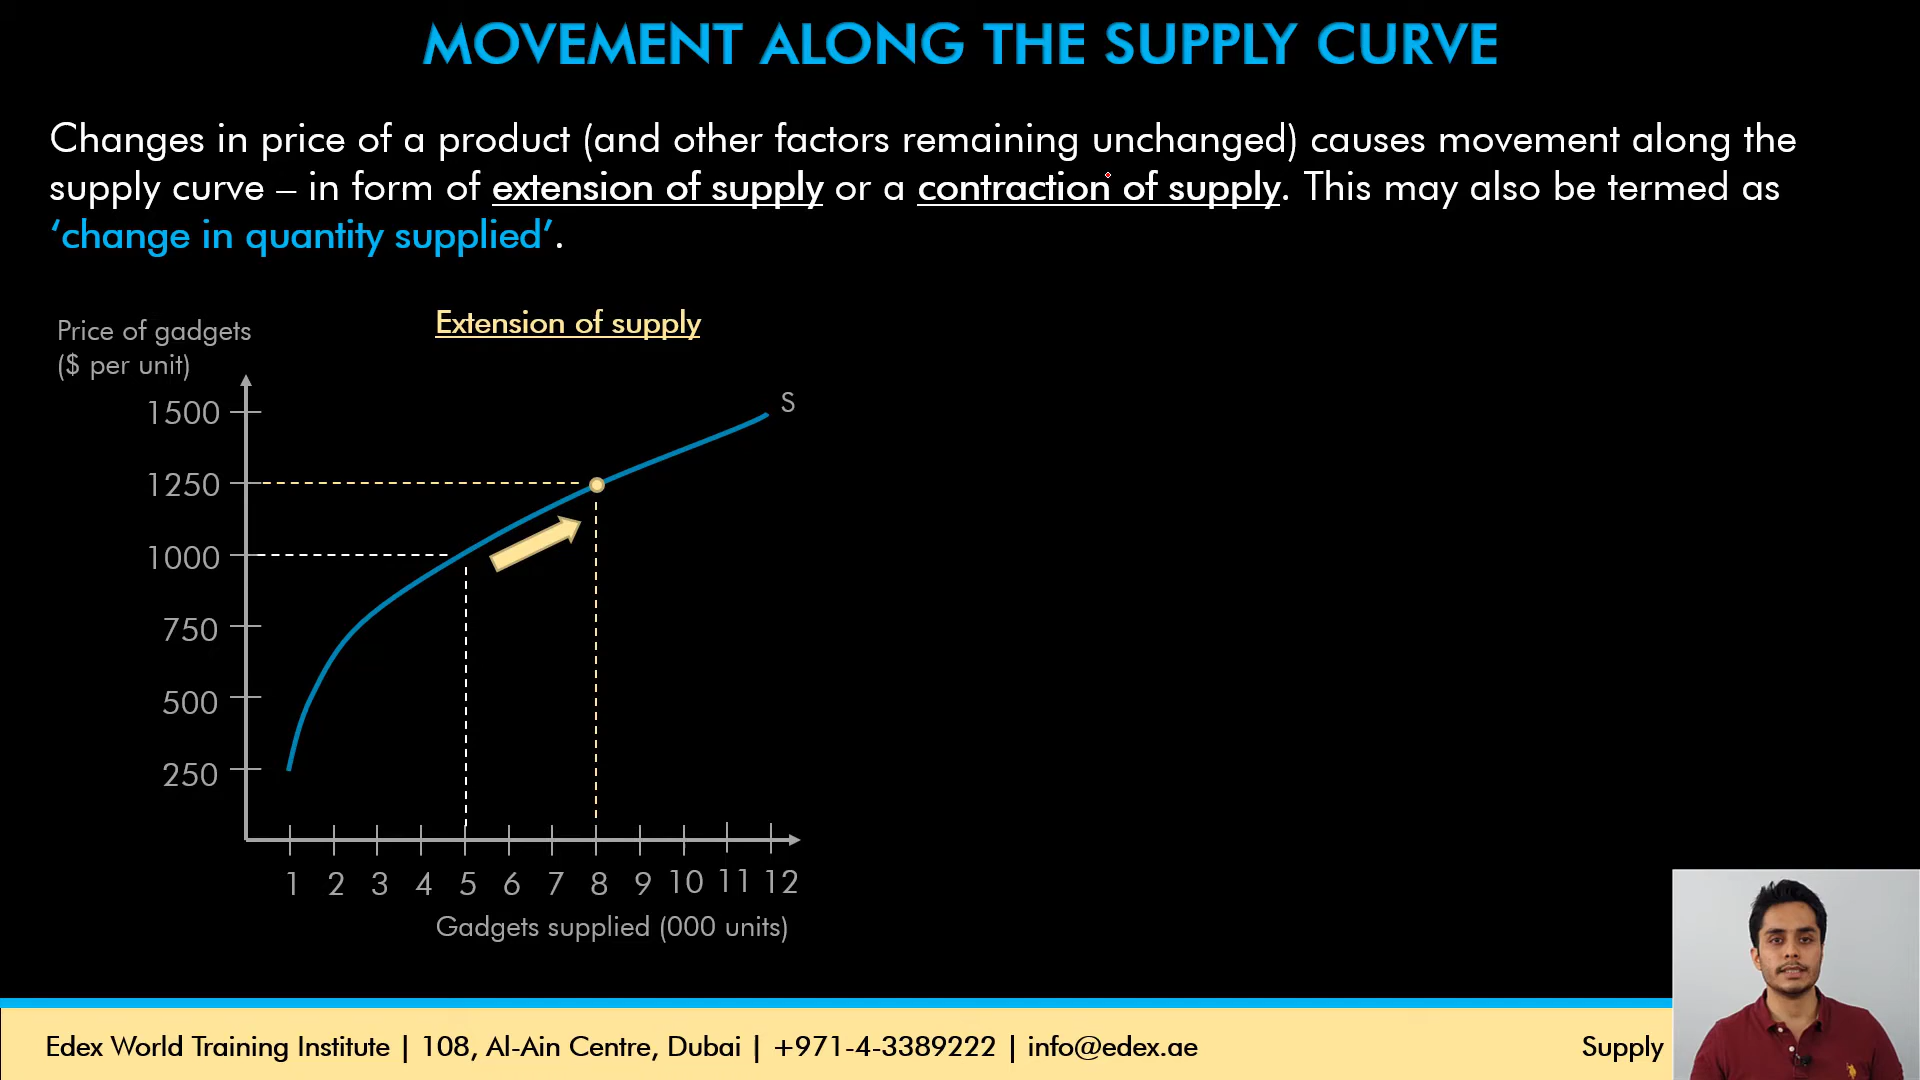 MOVEMENT ALONG THE SUPPLY CURVE
Changes in price of a product (and other factors remaining unchanged) causes movement along the
supply curve – in form of extension of supply or a contraction of supply. This may also be termed as
‘change in quantity supplied’.
Extension of supply
Price of gadgets
($ per unit)
S
1500
1250
1000
750
500
250
1 2 3 4 5 6 7 8 9 10 11 12
Gadgets supplied (000 units)
Edex World Training Institute | 108, Al-Ain Centre, Dubai | +971-4-3389222 | info@edex.ae
Supply